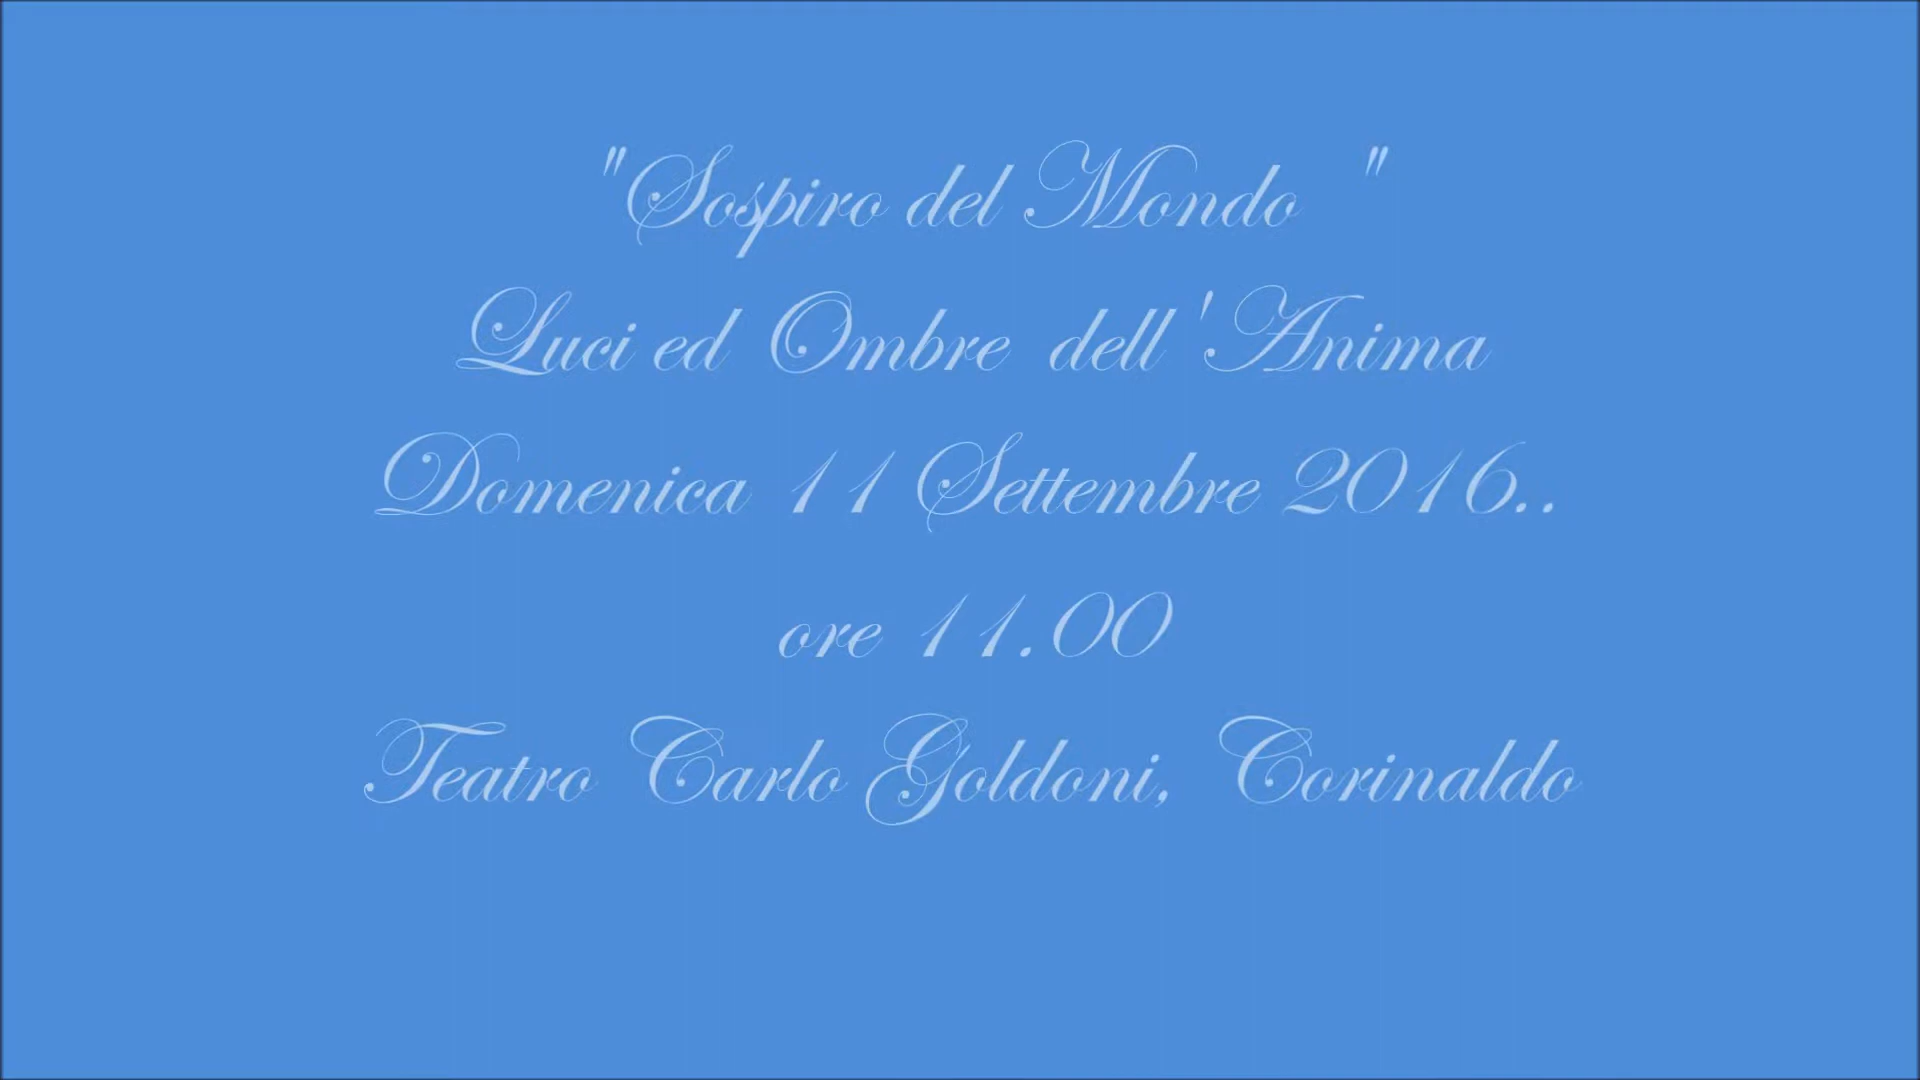 "Sospiro del Mondo "
Luci ed Ombre dell'Anima
Domenica 11 Settembre 2016..
ore 11.00
Teatro Carlo Goldoni, Corinaldo